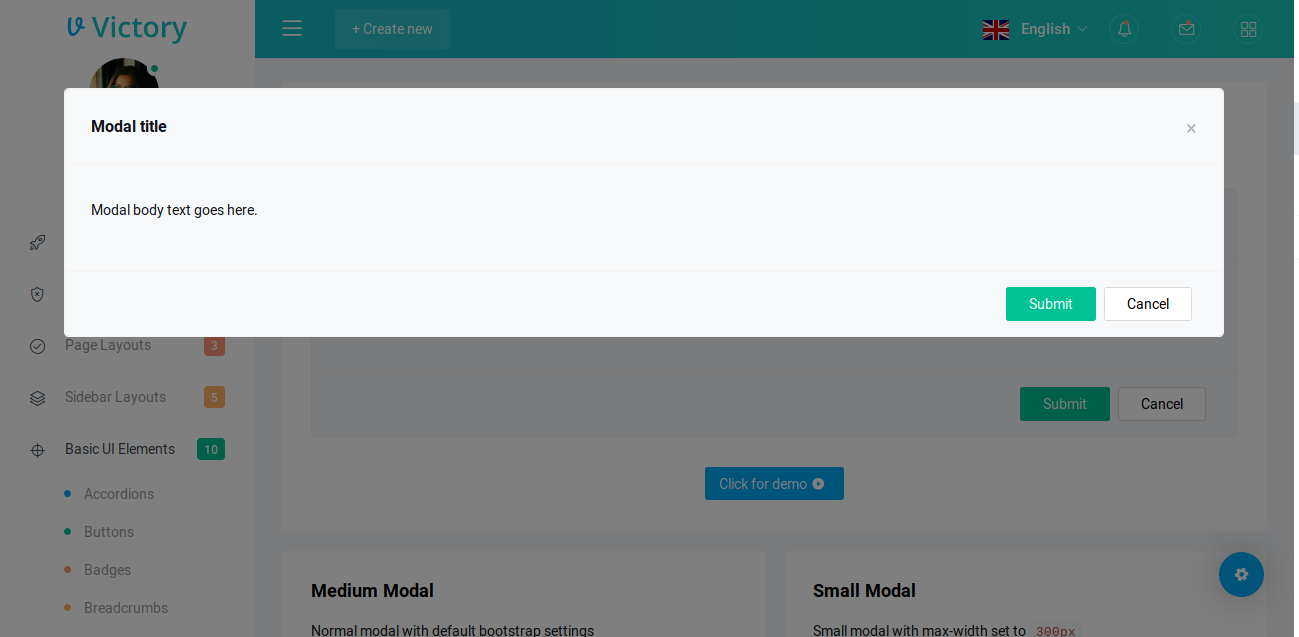 Victory
+ Create new
English
Modal title
×
Modal body text goes here.
Submit
Cancel
Page Layouts
3
Sidebar Layouts
5
Submit
Cancel
Basic UI Elements
10
Click for demo
Accordions
Buttons
Badges
Breadcrumbs
Medium Modal
Normal modal with default bootstrap settings
Small Modal
Small modal with max-width set to 300px